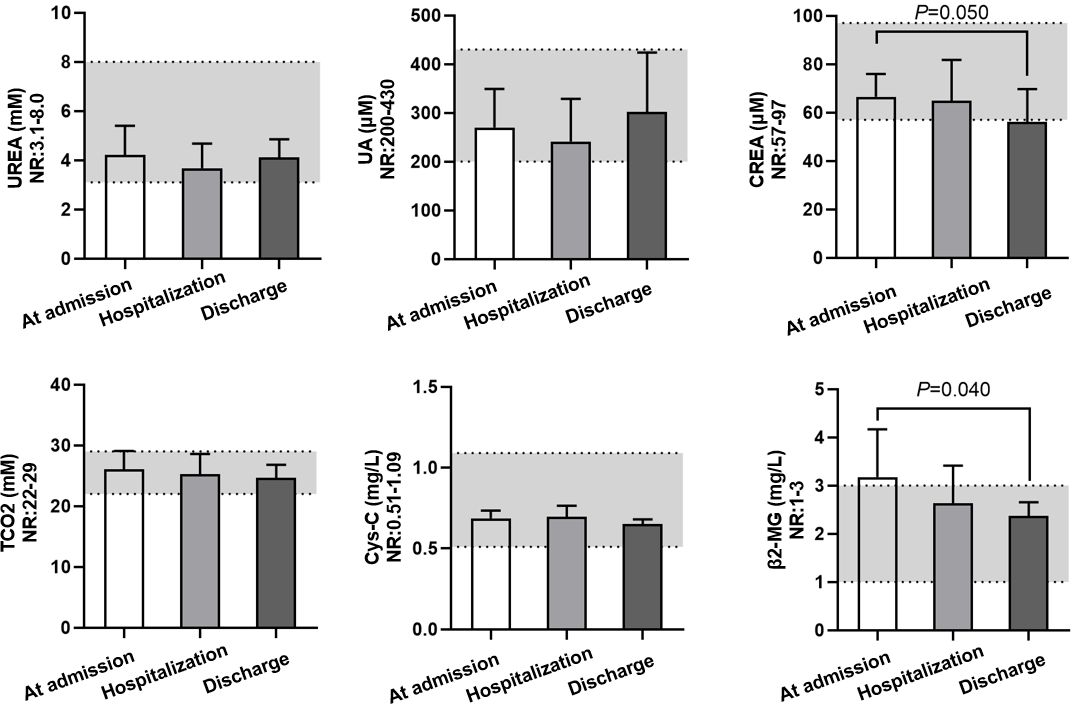 UREA (mM)
NR:3.1-8.0
10
8
6
4
2
0
At admission
Hospitalization
Discharge
UA (μM)
NR:200-430
500
400
300
200
100
0
At admission
Hospitalization
Discharge
CREA (μM)
NR:57-97
100
80
60
40
20
0
P=0.050
At admission
Hospitalization
Discharge
TCO2 (mM)
NR:22-29
40
30
20
10
0
At admission
Hospitalization
Discharge
Cys-C (mg/L)
NR:0.51-1.09
1.5
1.0
0.5
0.0
At admission
Hospitalization
Discharge
β2-MG (mg/L)
NR:1-3
5
4
3
2
1
0
P=0.040
At admission
Hospitalization
Discharge